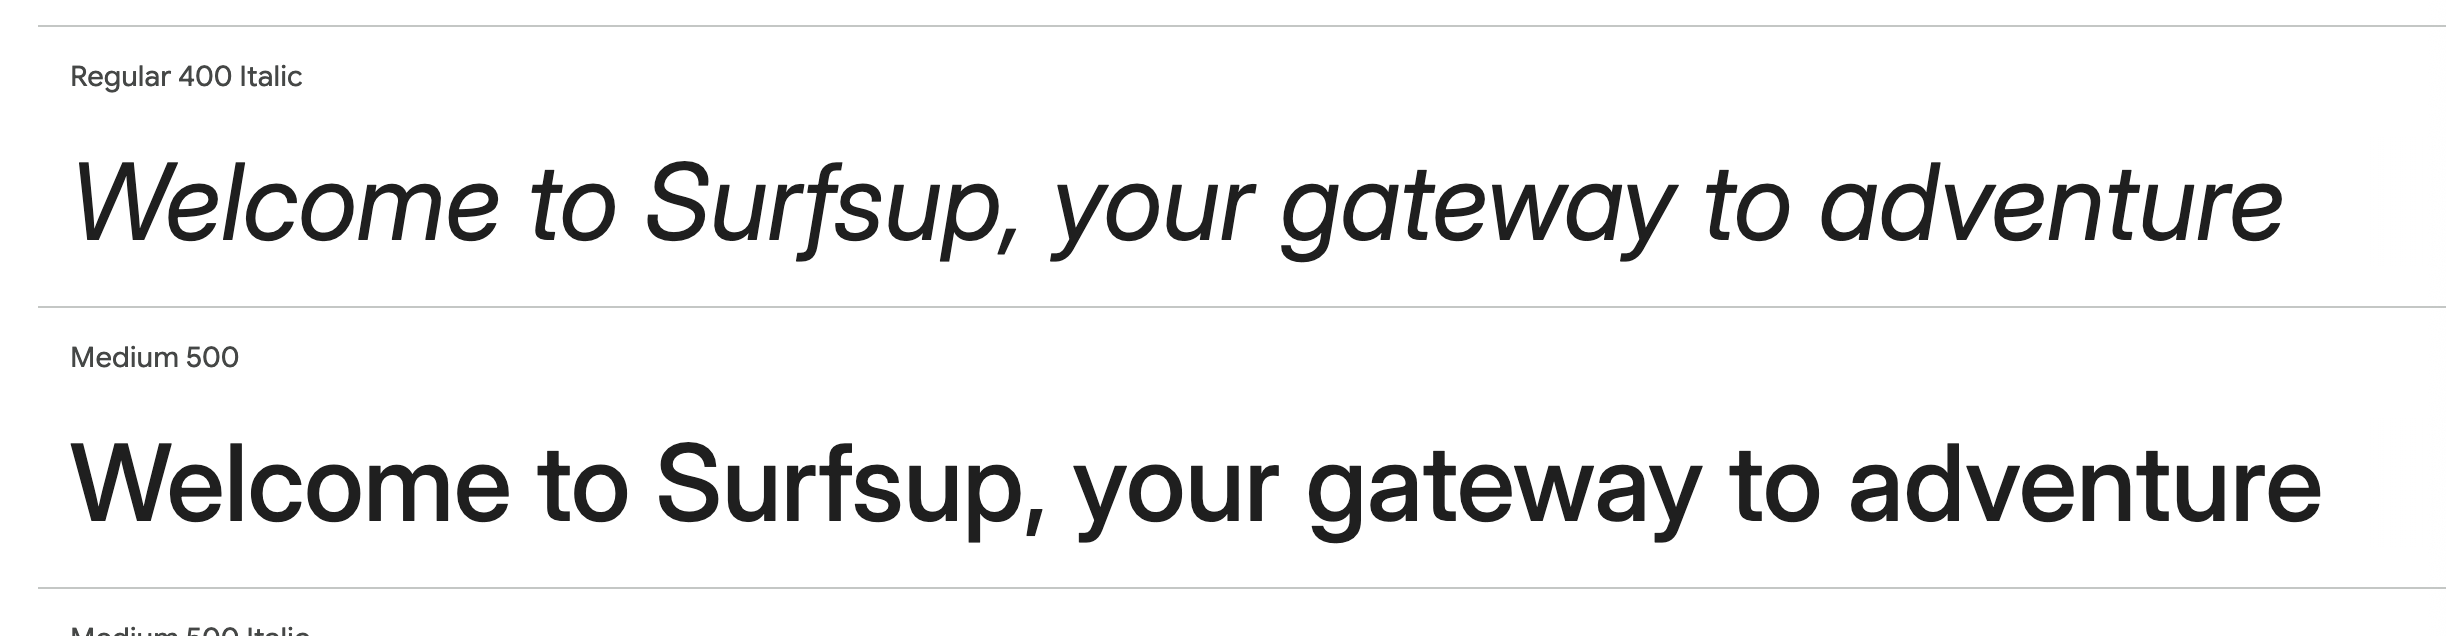 Regular 400 Italic
Welcome to Surfsup, your gateway to adventure
Medium 500
Welcome to Surfsup, your gateway to adventure
Medium 500 Italic